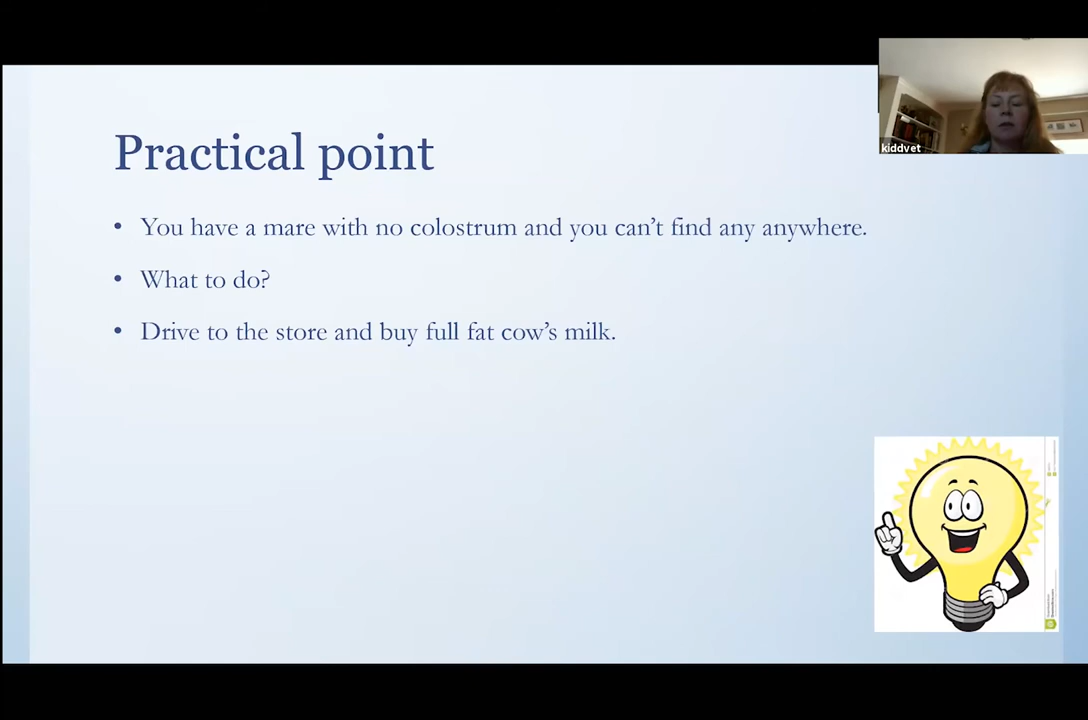 kiddvet
Practical point
• You have a mare with no colostrum and you can’t find any anywhere.
• What to do?
• Drive to the store and buy full fat cow’s milk.